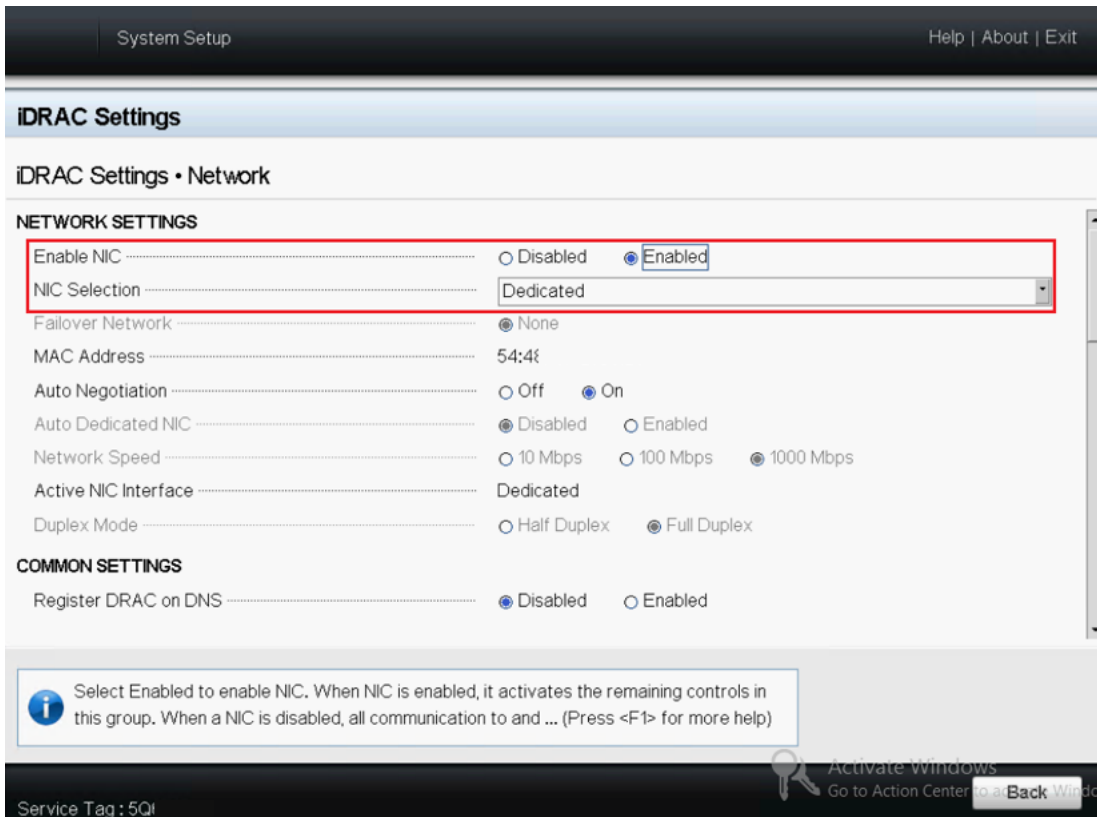 System Setup
Help | About | Exit
iDRAC Settings
iDRAC Settings • Network
NETWORK SETTINGS
Enable NIC Disabled Enabled
NIC Selection Dedicated
Failover Network None
MAC Address 54:48
Auto Negotiation Off On
Auto Dedicated NIC Disabled Enabled
Network Speed 10 Mbps 100 Mbps 1000 Mbps
Active NIC Interface Dedicated
Duplex Mode Half Duplex Full Duplex
COMMON SETTINGS
Register DRAC on DNS Disabled Enabled
Select Enabled to enable NIC. When NIC is enabled, it activates the remaining controls in
this group. When a NIC is disabled, all communication to and ... (Press <F1> for more help)
Activate Windows
Go to Action Center
Back
Service Tag :